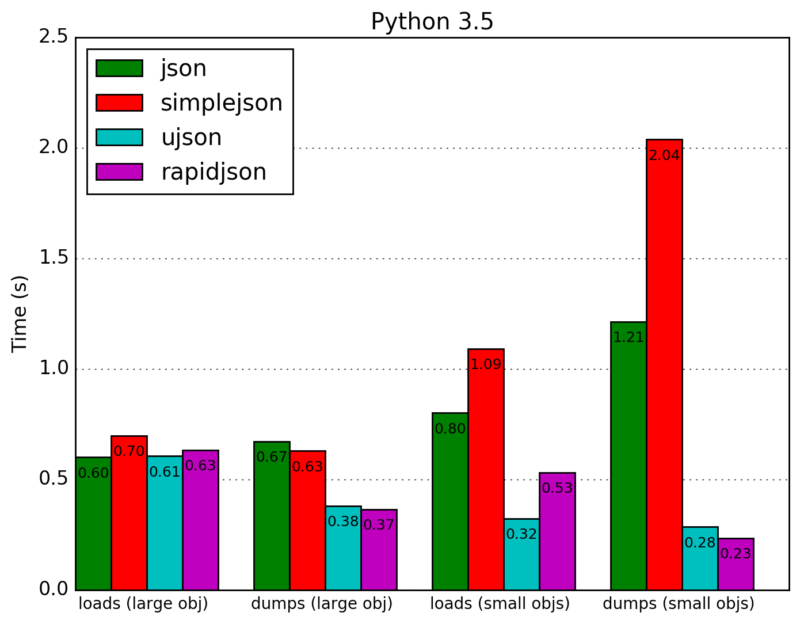 Python 3.5
2.5
2.0
1.5
1.0
0.5
0.0
Time (s)
json
simplejson
ujson
rapidjson
0.60
0.70
0.61
0.63
0.67
0.63
0.38
0.37
0.80
1.09
0.32
0.53
1.21
2.04
0.28
0.23
loads (large obj)
dumps (large obj)
loads (small objs)
dumps (small objs)